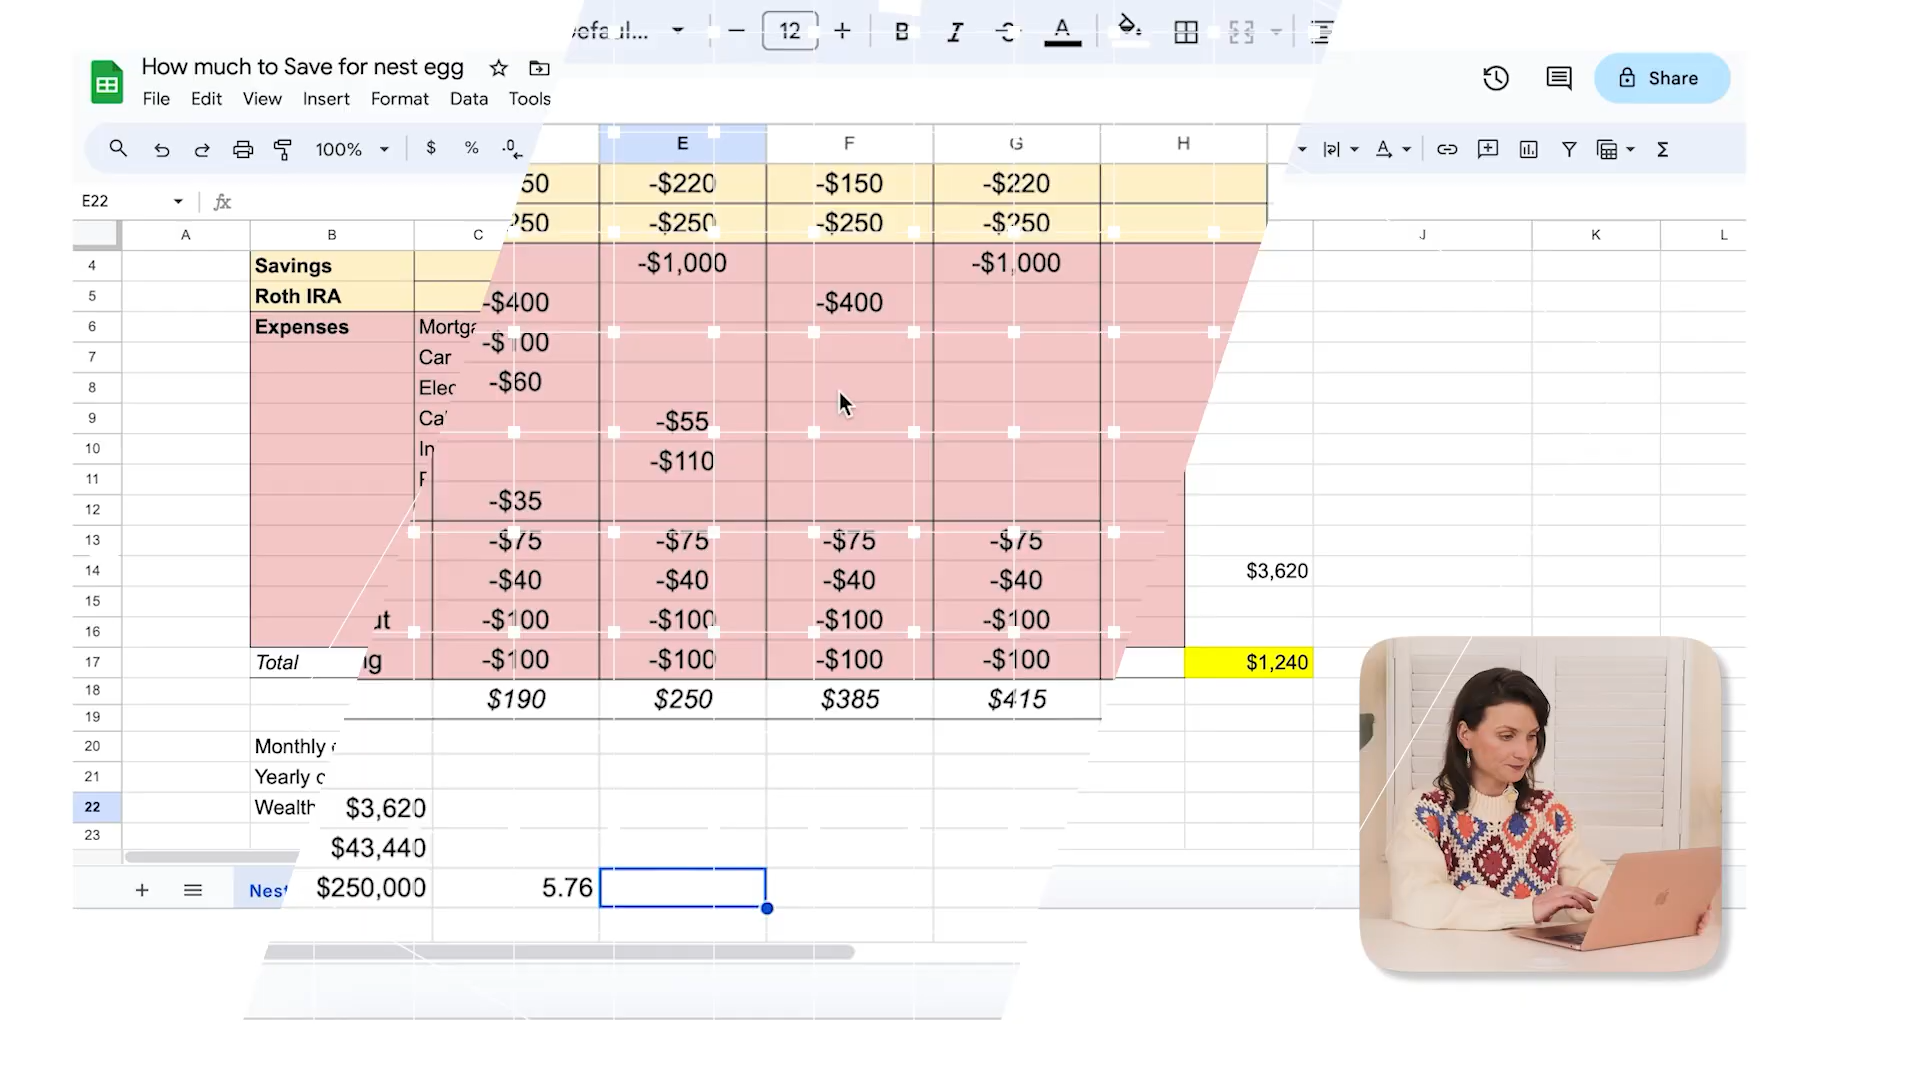 12 B I A
How much to Save for nest egg
Share
File Edit View Insert Format Data Tools
100% $ % .0 Σ
E F G H
50 -$220 -$150 -$220
E22 fx
250 -$250 -$250 -$250
A B C J K L
4 Savings -$1,000 -$1,000
5 Roth IRA -$400 -$400
6 Expenses
-$100
7 Car
8 -$60
9 -$55
10 -$110
11
12 -$35
13 -$75 -$75 -$75 -$75
14 -$40 -$40 -$40 -$40 $3,620
15
16 -$100 -$100 -$100 -$100
17 Total -$100 -$100 -$100 -$100 $1,240
18 $190 $250 $385 $415
19
20 Monthly
21 Yearly
22 Wealth $3,620
23
$43,440
Nest $250,000 5.76